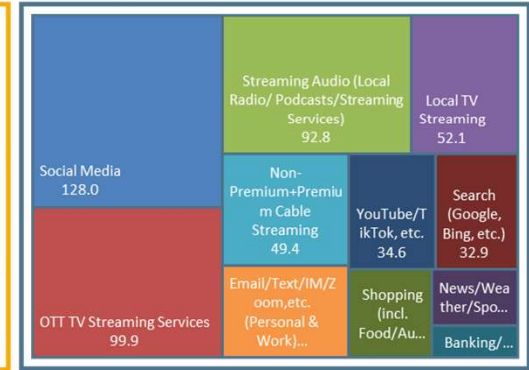 Social Media
128.0
OTT TV Streaming Services
99.9
Streaming Audio (Local
Radio/ Podcasts/Streaming
Services)
92.8
Local TV
Streaming
52.1
Non-
Premium+Premiu
m Cable
Streaming
49.4
YouTube/T
ikTok, etc.
34.6
Search
(Google,
Bing, etc.)
32.9
Email/Text/IM/Z
oom,etc.
(Personal &
Work)...
Shopping
(incl.
Food/Au...
News/Wea
ther/Spo...
Banking/...